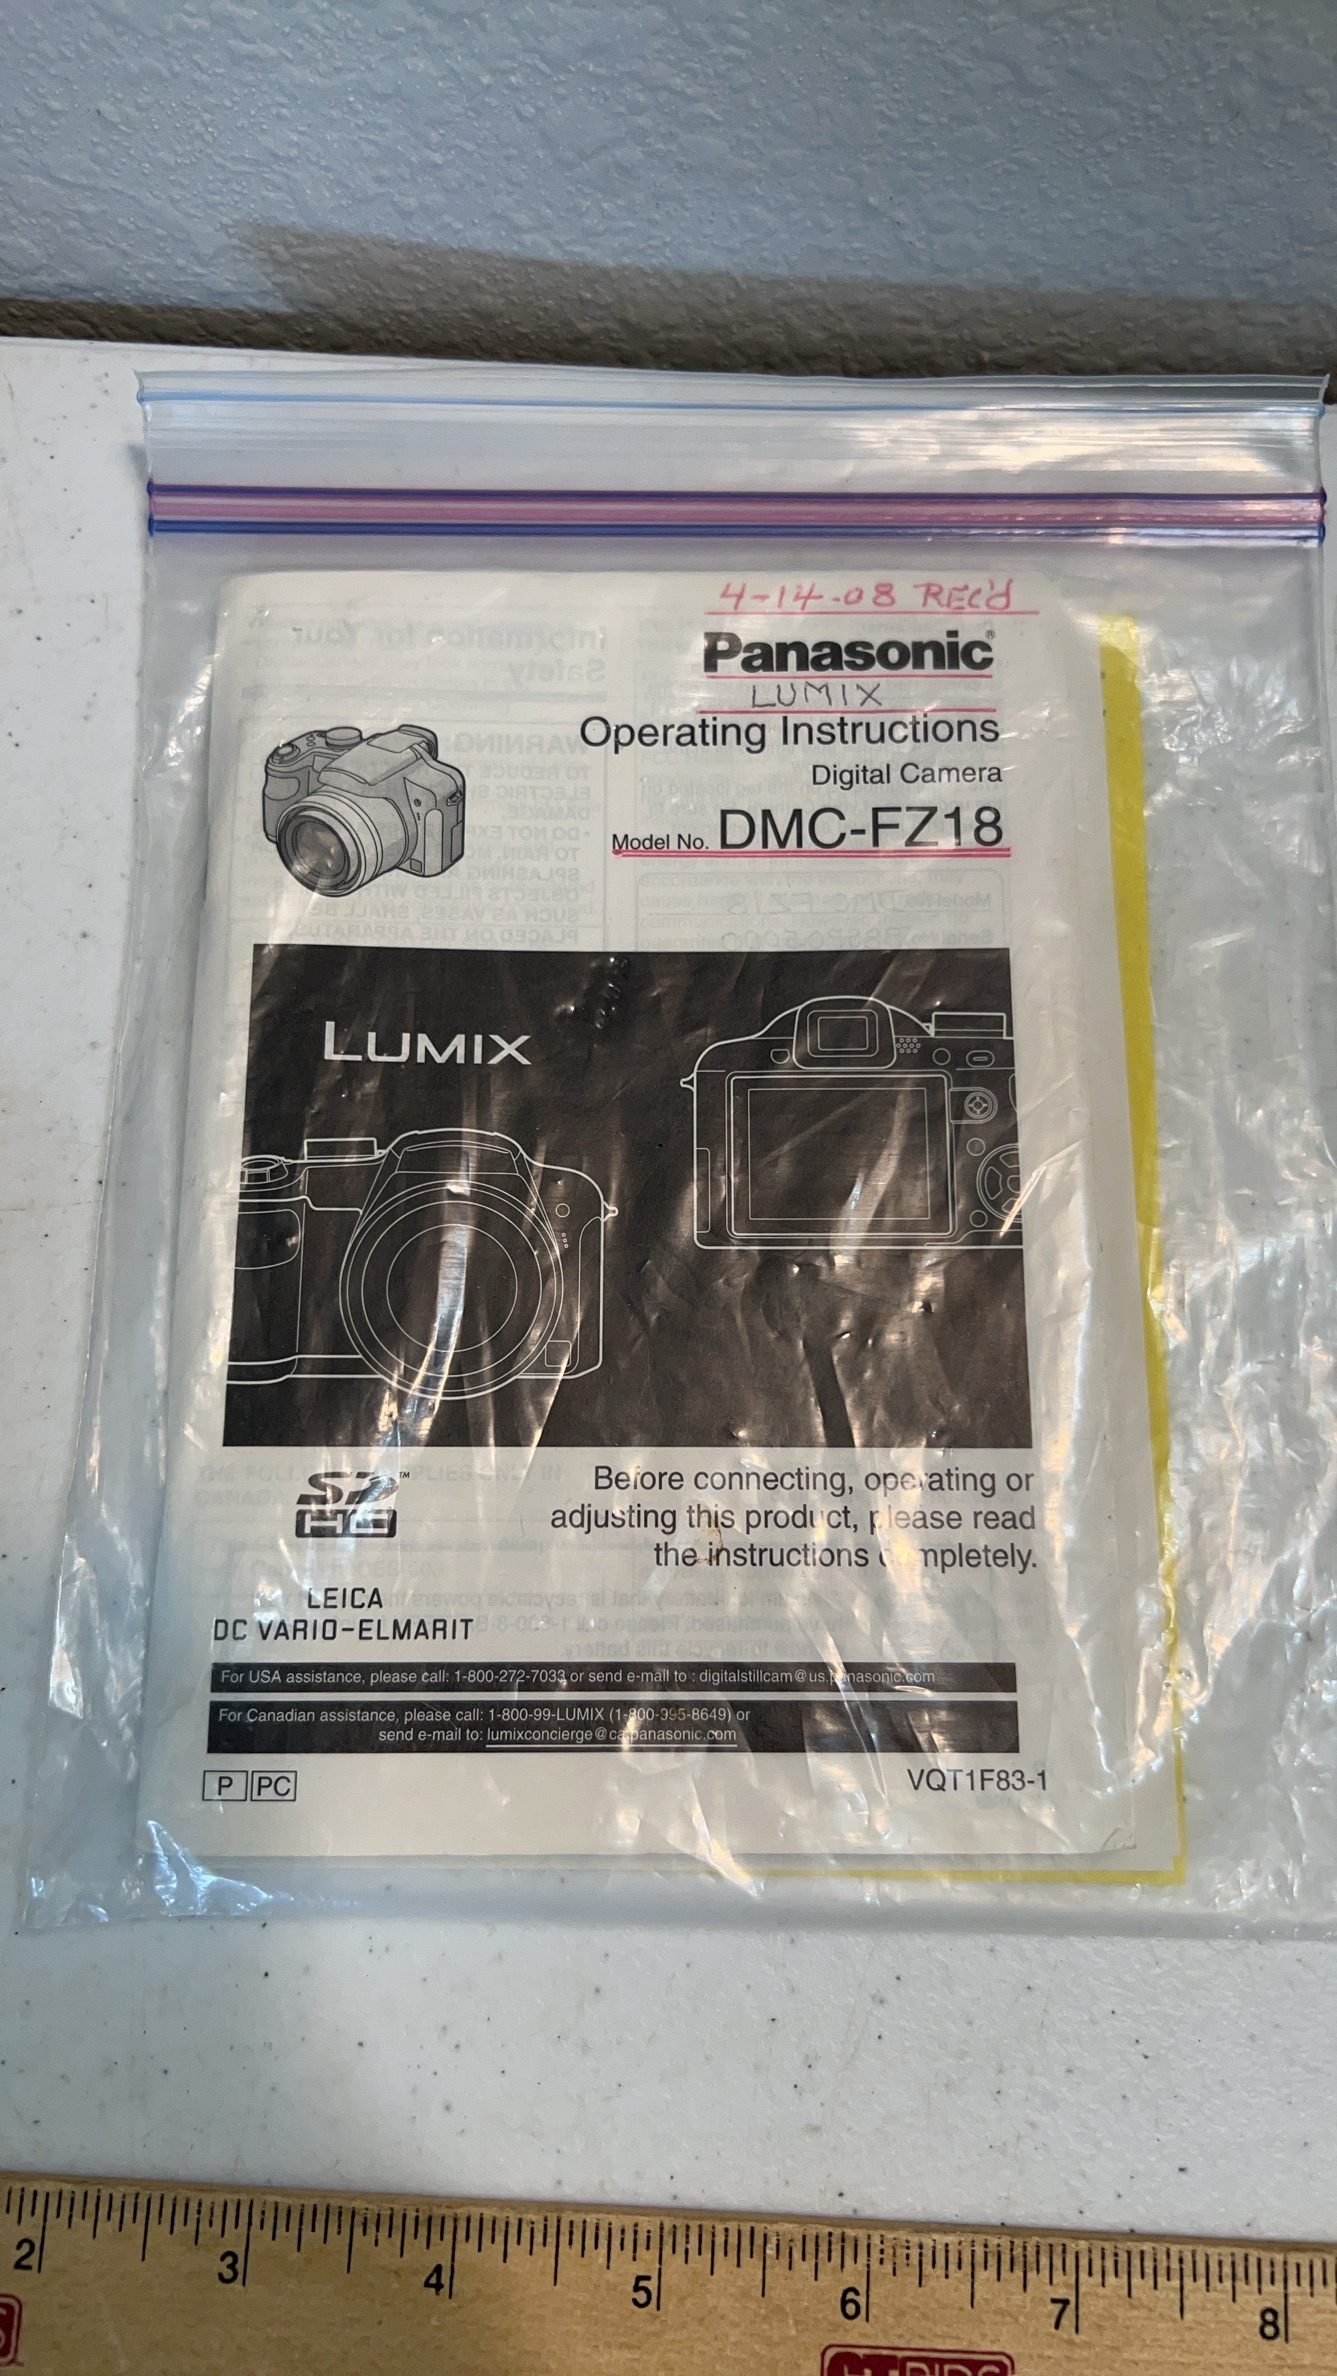 4-14-08 REC'd
Panasonic®
LUMIX
Operating Instructions
Digital Camera
Model No. DMC-FZ18
LUMIX
SD™
HC
Before connecting, operating or
adjusting this product, please read
the instructions completely.
LEICA
DC VARIO-ELMARIT
For USA assistance, please call: 1-800-272-7033 or send e-mail to : digitalstillcam@us.panasonic.com
For Canadian assistance, please call: 1-800-99-LUMIX (1-800-995-8649) or
send e-mail to: lumixconcierge@ca.panasonic.com
P PC
VQT1F83-1
2 3 4 5 6 7 8